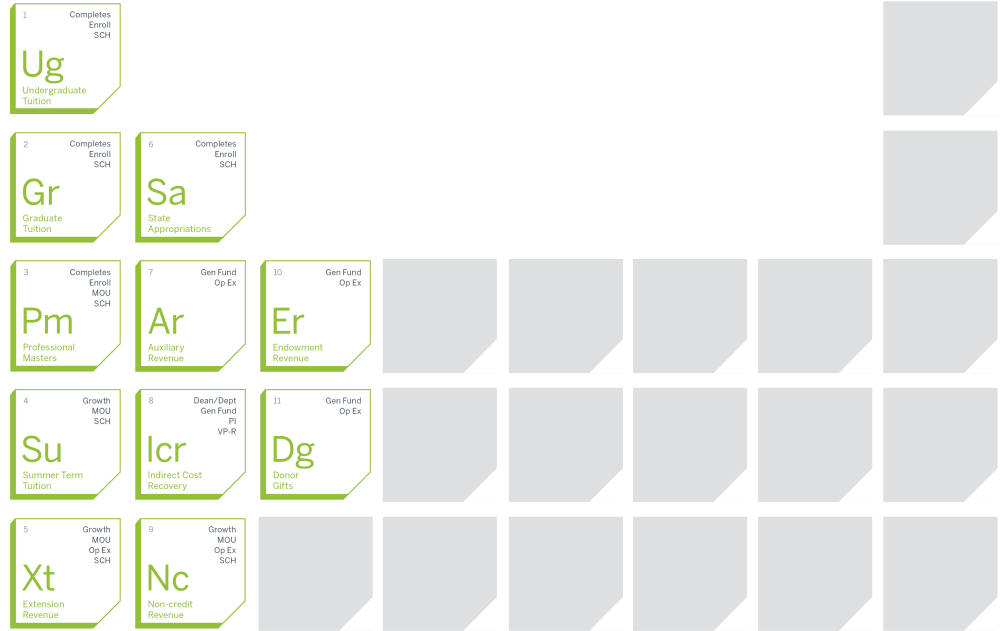 1
Completes
Enroll
SCH
Ug
Undergraduate
Tuition
2
Completes
Enroll
SCH
Gr
Graduate
Tuition
6
Completes
Enroll
SCH
Sa
State
Appropriations
3
Completes
Enroll
MOU
SCH
Pm
Professional
Masters
7
Gen Fund
Op Ex
Ar
Auxiliary
Revenue
10
Gen Fund
Op Ex
Er
Endowment
Revenue
4
Growth
MOU
SCH
Su
Summer Term
Tuition
8
Dean/Dept
Gen Fund
PI
VP-R
Icr
Indirect Cost
Recovery
11
Gen Fund
Op Ex
Dg
Donor
Gifts
5
Growth
MOU
Op Ex
SCH
Xt
Extension
Revenue
9
Growth
MOU
Op Ex
SCH
Nc
Non-credit
Revenue